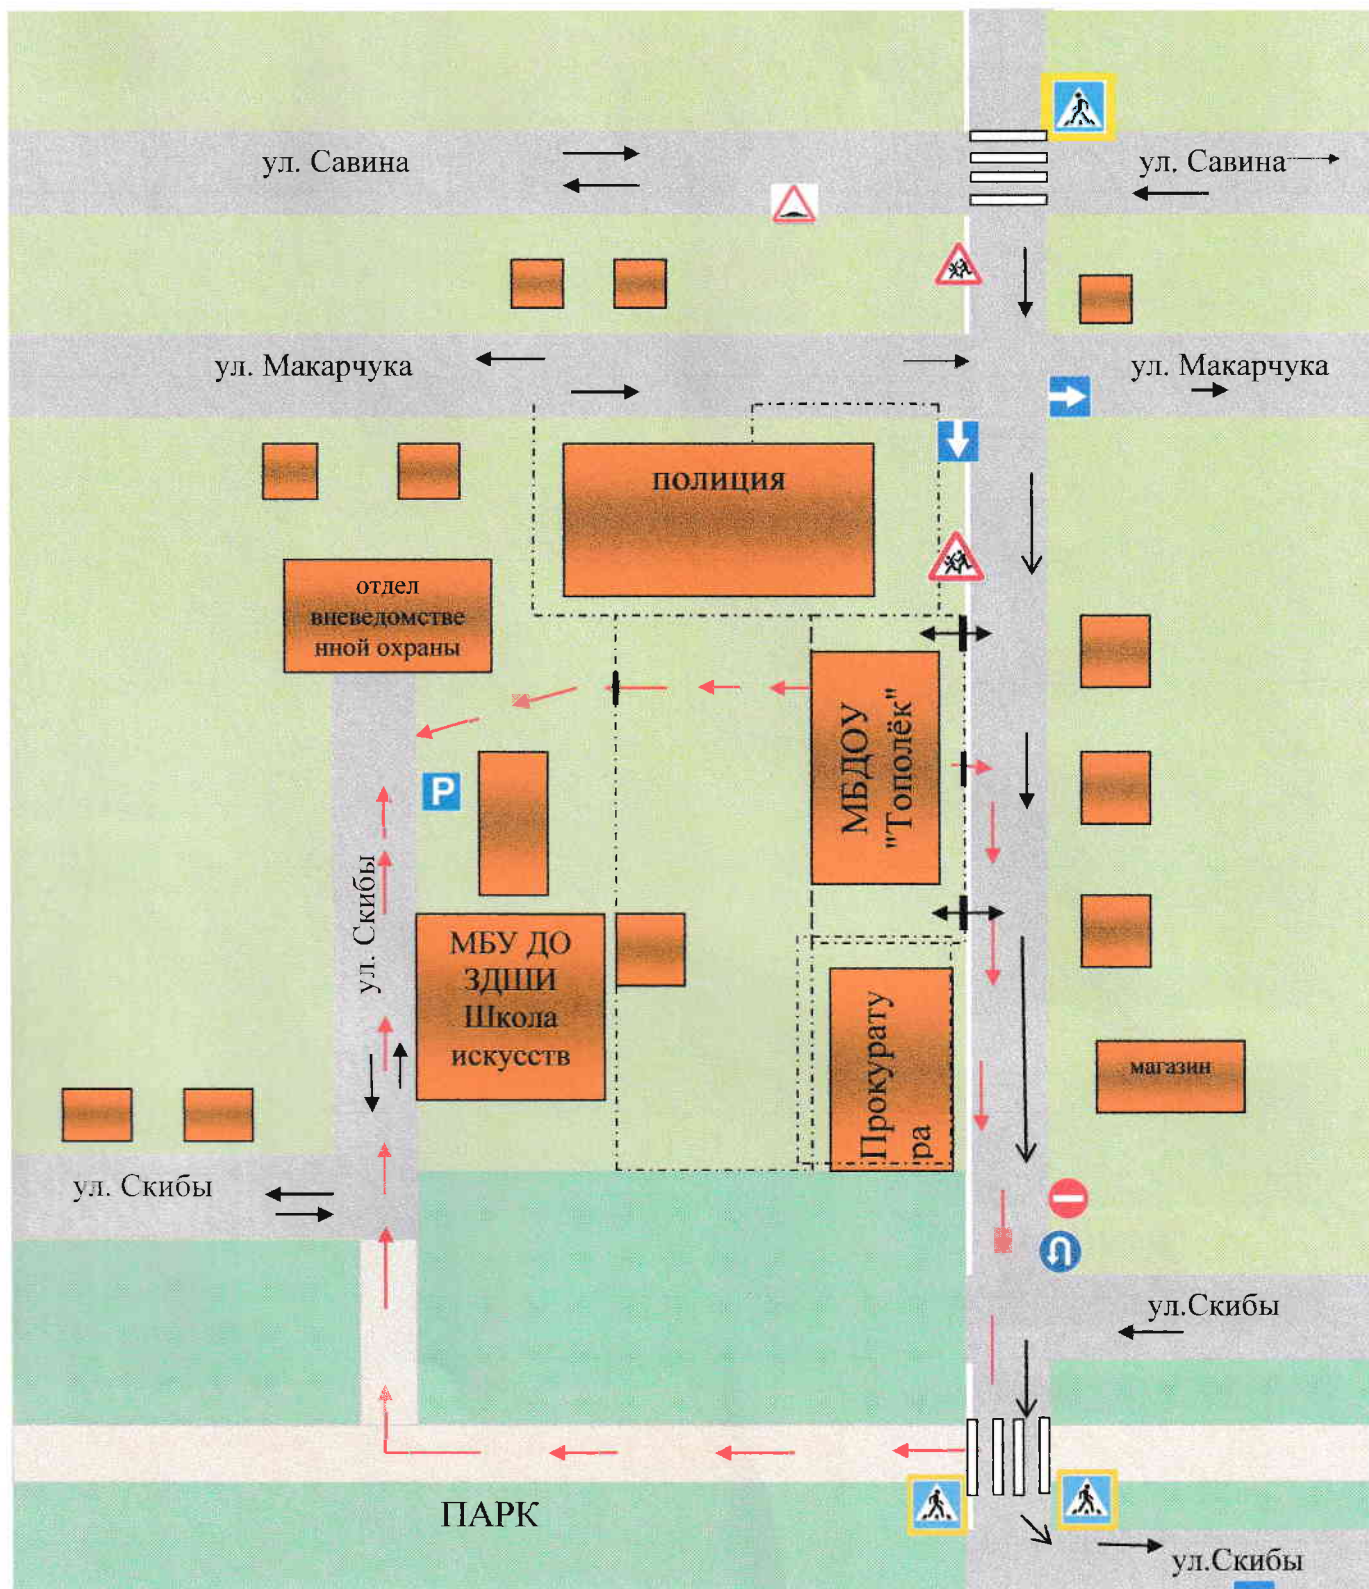 ул. Савина
ул. Савина
ул. Макарчука
ул. Макарчука
полиция
отдел
вневедомстве
нной охраны
МБДОУ
"Тополёк"
P
ул. Скибы
МБУ ДО
ЗДШИ
Школа
искусств
Прокурату
ра
магазин
ул. Скибы
ул.Скибы
ПАРК
ул.Скибы